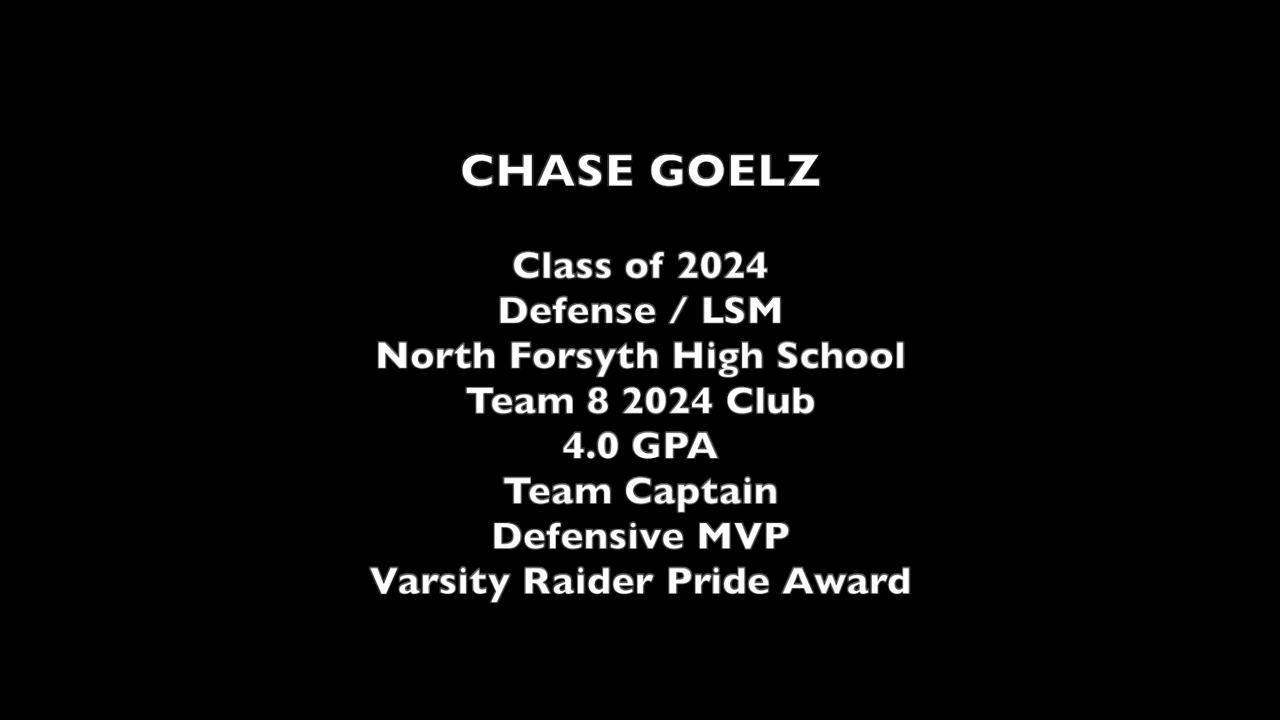 CHASE GOELZ
Class of 2024
Defense / LSM
North Forsyth High School
Team 8 2024 Club
4.0 GPA
Team Captain
Defensive MVP
Varsity Raider Pride Award